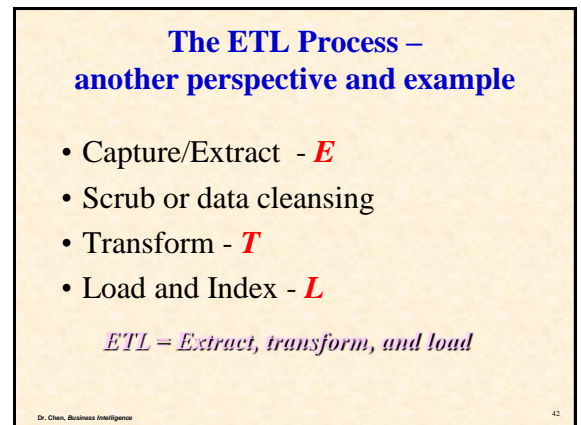 The ETL Process –
another perspective and example
• Capture/Extract - E
• Scrub or data cleansing
• Transform - T
• Load and Index - L
ETL = Extract, transform, and load
Dr. Chen, Business Intelligence
42